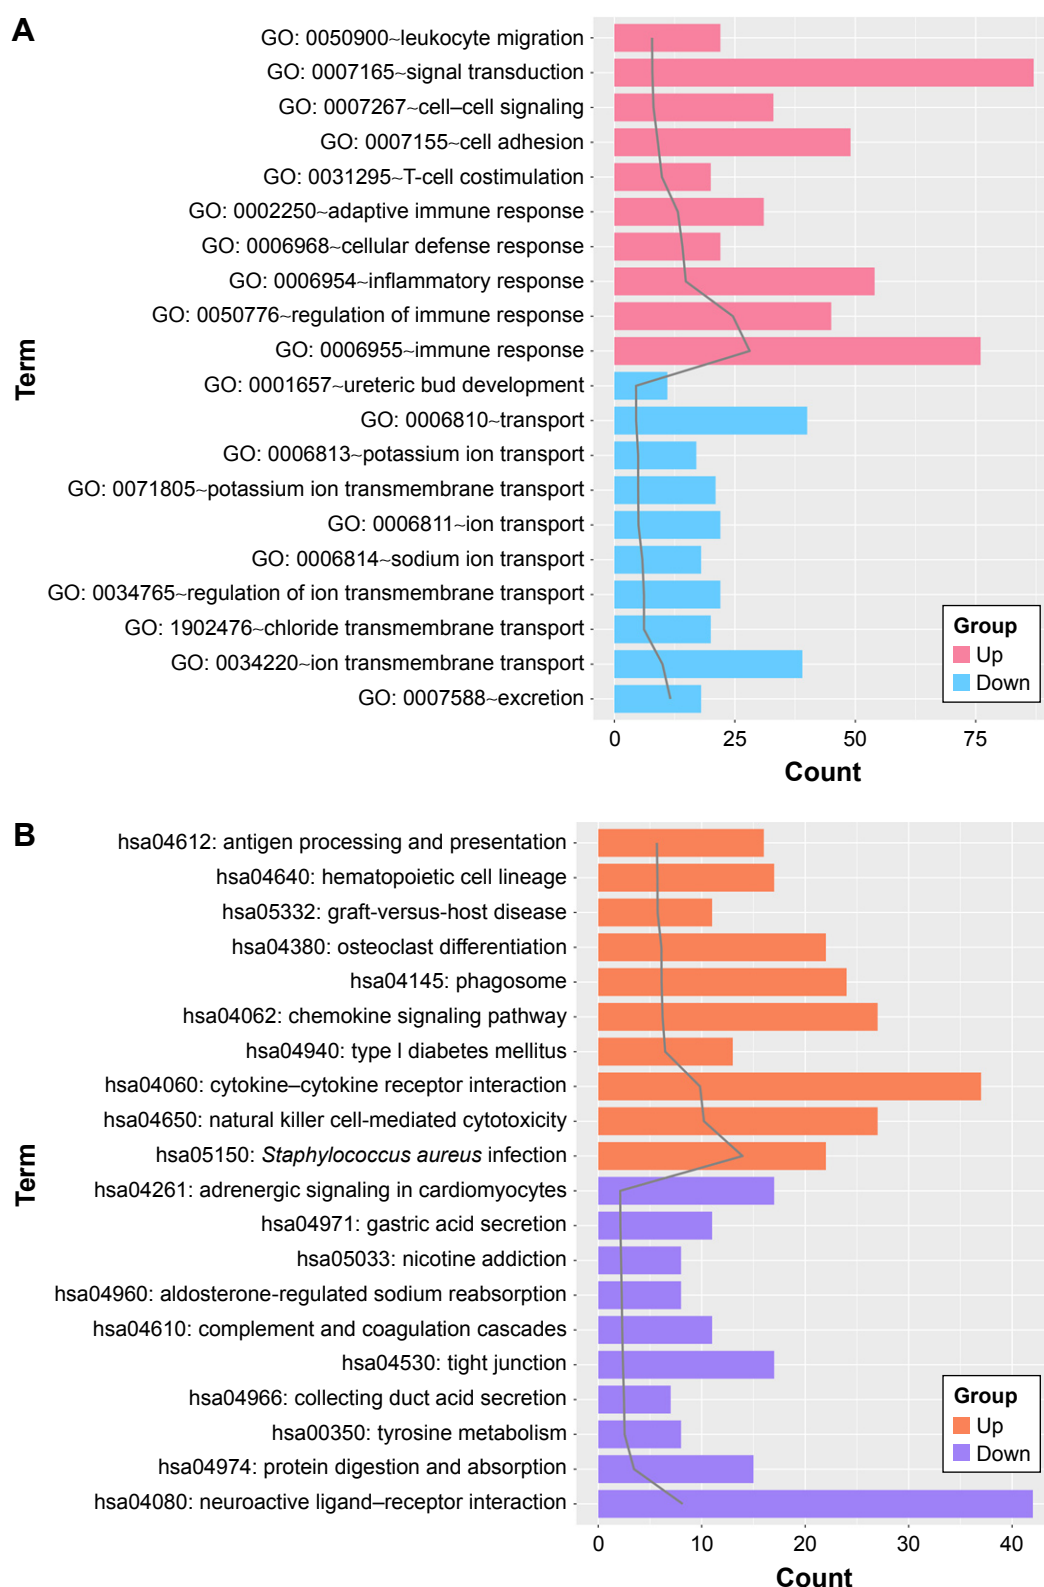 A
GO: 0050900~leukocyte migration
GO: 0007165~signal transduction
GO: 0007267~cell–cell signaling
GO: 0007155~cell adhesion
GO: 0031295~T-cell costimulation
GO: 0002250~adaptive immune response
GO: 0006968~cellular defense response
GO: 0006954~inflammatory response
GO: 0050776~regulation of immune response
GO: 0006955~immune response
GO: 0001657~ureteric bud development
GO: 0006810~transport
GO: 0006813~potassium ion transport
GO: 0071805~potassium ion transmembrane transport
GO: 0006811~ion transport
GO: 0006814~sodium ion transport
GO: 0034765~regulation of ion transmembrane transport
GO: 1902476~chloride transmembrane transport
GO: 0034220~ion transmembrane transport
GO: 0007588~excretion
Term
Group
Up
Down
0 25 50 75
Count
B
hsa04612: antigen processing and presentation
hsa04640: hematopoietic cell lineage
hsa05332: graft-versus-host disease
hsa04380: osteoclast differentiation
hsa04145: phagosome
hsa04062: chemokine signaling pathway
hsa04940: type I diabetes mellitus
hsa04060: cytokine–cytokine receptor interaction
hsa04650: natural killer cell-mediated cytotoxicity
hsa05150: Staphylococcus aureus infection
hsa04261: adrenergic signaling in cardiomyocytes
hsa04971: gastric acid secretion
hsa05033: nicotine addiction
hsa04960: aldosterone-regulated sodium reabsorption
hsa04610: complement and coagulation cascades
hsa04530: tight junction
hsa04966: collecting duct acid secretion
hsa00350: tyrosine metabolism
hsa04974: protein digestion and absorption
hsa04080: neuroactive ligand–receptor interaction
Term
Group
Up
Down
0 10 20 30 40
Count